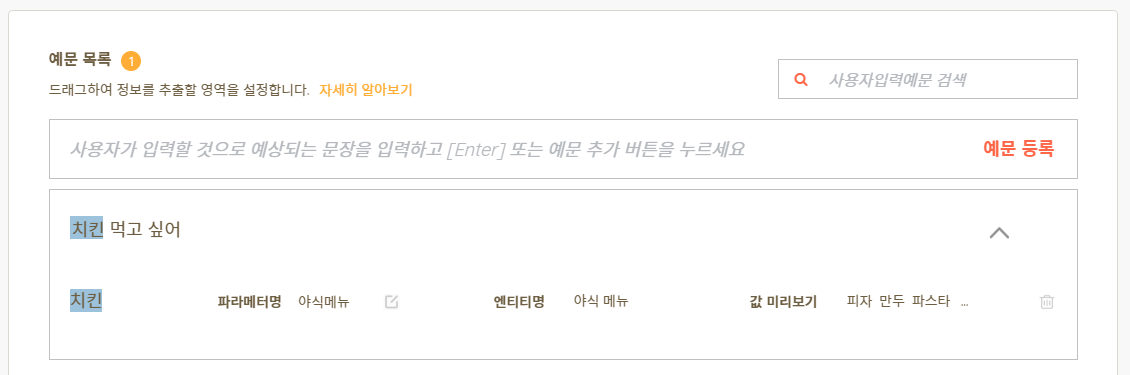 예문 목록 1
드래그하여 정보를 추출할 영역을 설정합니다. 자세히 알아보기
사용자입력예문 검색
사용자가 입력할 것으로 예상되는 문장을 입력하고 [Enter] 또는 예문 추가 버튼을 누르세요 예문 등록
치킨 먹고 싶어
치킨 파라메터명 야식메뉴 엔티티명 야식 메뉴 값 미리보기 피자 만두 파스타 ...